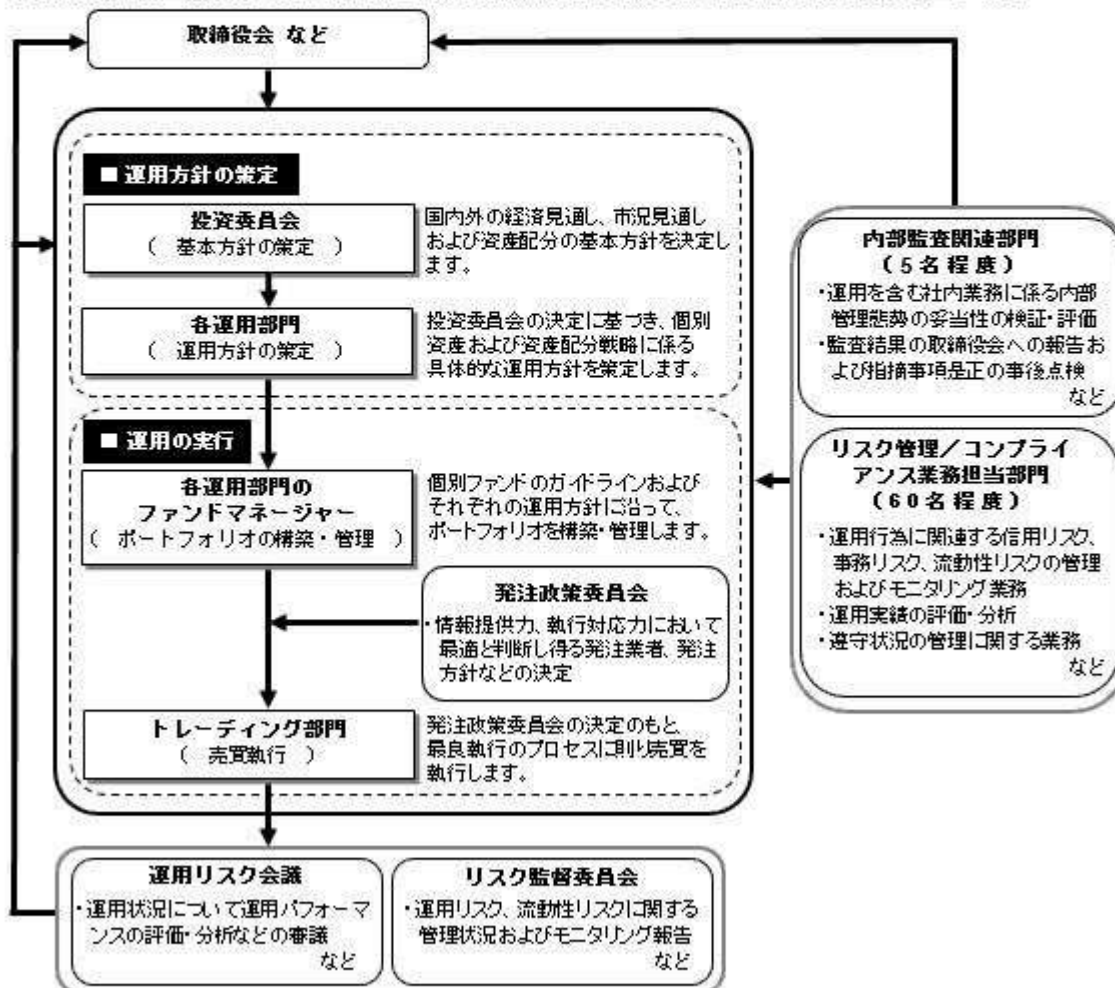 取締役会 など
■ 運用方針の策定
投資委員会
( 基本方針の策定 )
国内外の経済見通し、市況見通し
および資産配分の基本方針を決定し
ます。
各運用部門
( 運用方針の策定 )
投資委員会の決定に基づき、個別
資産および資産配分戦略に係る
具体的な運用方針を策定します。
■ 運用の実行
各運用部門の
ファンドマネージャー
( ポートフォリオの構築・管理 )
個別ファンドのガイドラインおよび
それぞれの運用方針に沿って、
ポートフォリオを構築・管理します。
発注政策委員会
・情報提供力、執行対応力において
最適と判断し得る発注業者、発注
方針などの決定
トレーディング部門
( 売買執行 )
発注政策委員会の決定のもと、
最良執行のプロセスに則り売買を
執行します。
内部監査関連部門
(5名程度)
・運用を含む社内業務に係る内部
管理態勢の妥当性の検証・評価
・監査結果の取締役会への報告お
よび指摘事項是正の事後点検
など
リスク管理/コンプライ
アンス業務担当部門
(60名程度)
・運用行為に関連する信用リスク、
事務リスク、流動性リスクの管理
およびモニタリング業務
・運用実績の評価・分析
・遵守状況の管理に関する業務
など
運用リスク会議
・運用状況について運用パフォーマ
ンスの評価・分析などの審議
など
リスク監督委員会
・運用リスク、流動性リスクに関する
管理状況およびモニタリング報告
など